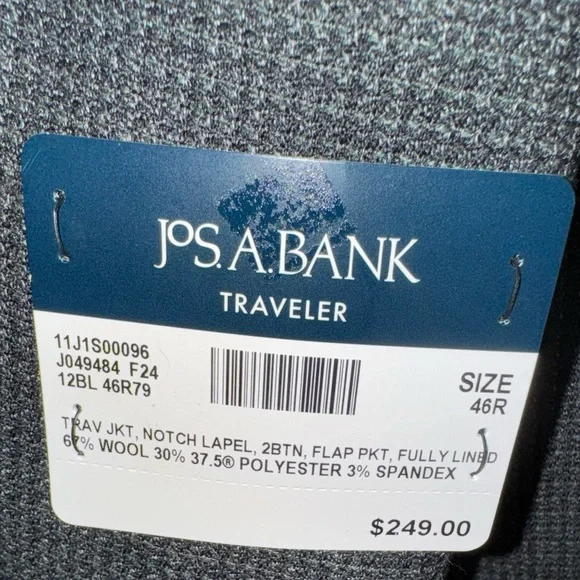 JOS. A. BANK
TRAVELER
11J1S00096
J049484 F24
12BL 46R79
SIZE
46R
TRAV JKT, NOTCH LAPEL, 2BTN, FLAP PKT, FULLY LINED
67% WOOL 30% 37.5® POLYESTER 3% SPANDEX
$249.00